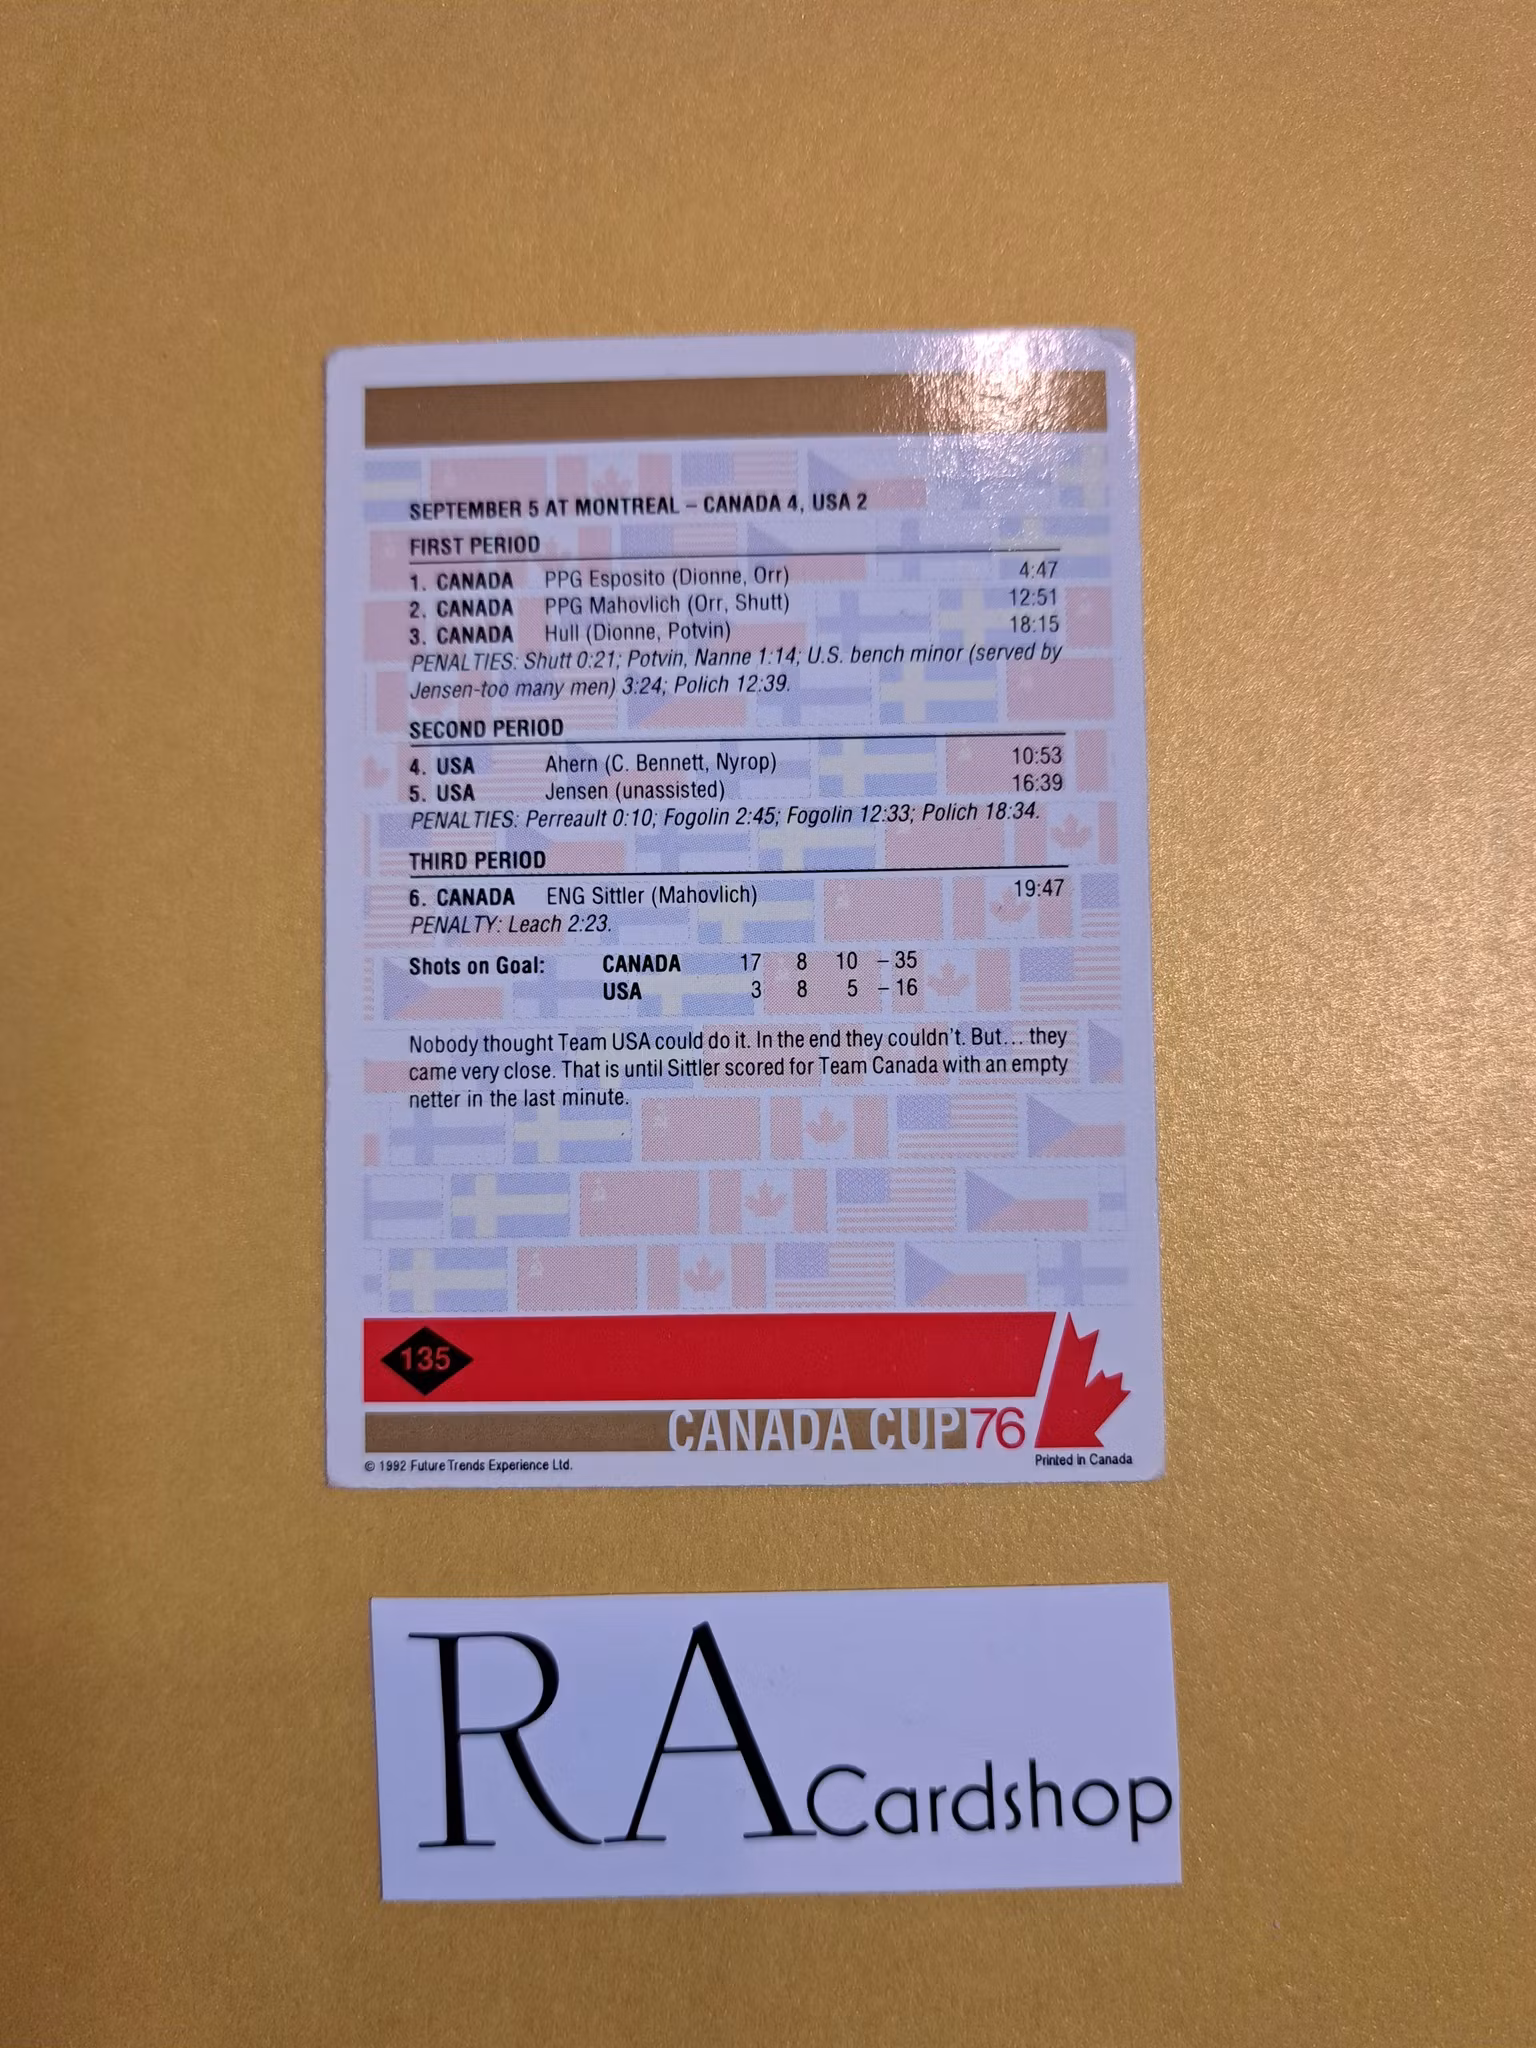 SEPTEMBER 5 AT MONTREAL – CANADA 4, USA 2
FIRST PERIOD
1. CANADA PPG Esposito (Dionne, Orr) 4:47
2. CANADA PPG Mahovlich (Orr, Shutt) 12:51
3. CANADA Hull (Dionne, Potvin) 18:15
PENALTIES: Shutt 0:21; Potvin, Nanne 1:14; U.S. bench minor (served by
Jensen-too many men) 3:24; Polich 12:39.
SECOND PERIOD
4. USA Ahern (C. Bennett, Nyrop) 10:53
5. USA Jensen (unassisted) 16:39
PENALTIES: Perreault 0:10; Fogolin 2:45; Fogolin 12:33; Polich 18:34.
THIRD PERIOD
6. CANADA ENG Sittler (Mahovlich) 19:47
PENALTY: Leach 2:23.
Shots on Goal: CANADA 17 8 10 – 35
USA 3 8 5 – 16
Nobody thought Team USA could do it. In the end they couldn't. But... they
came very close. That is until Sittler scored for Team Canada with an empty
netter in the last minute.
135
CANADA CUP 76
© 1992 Future Trends Experience Ltd. Printed in Canada
RA Cardshop